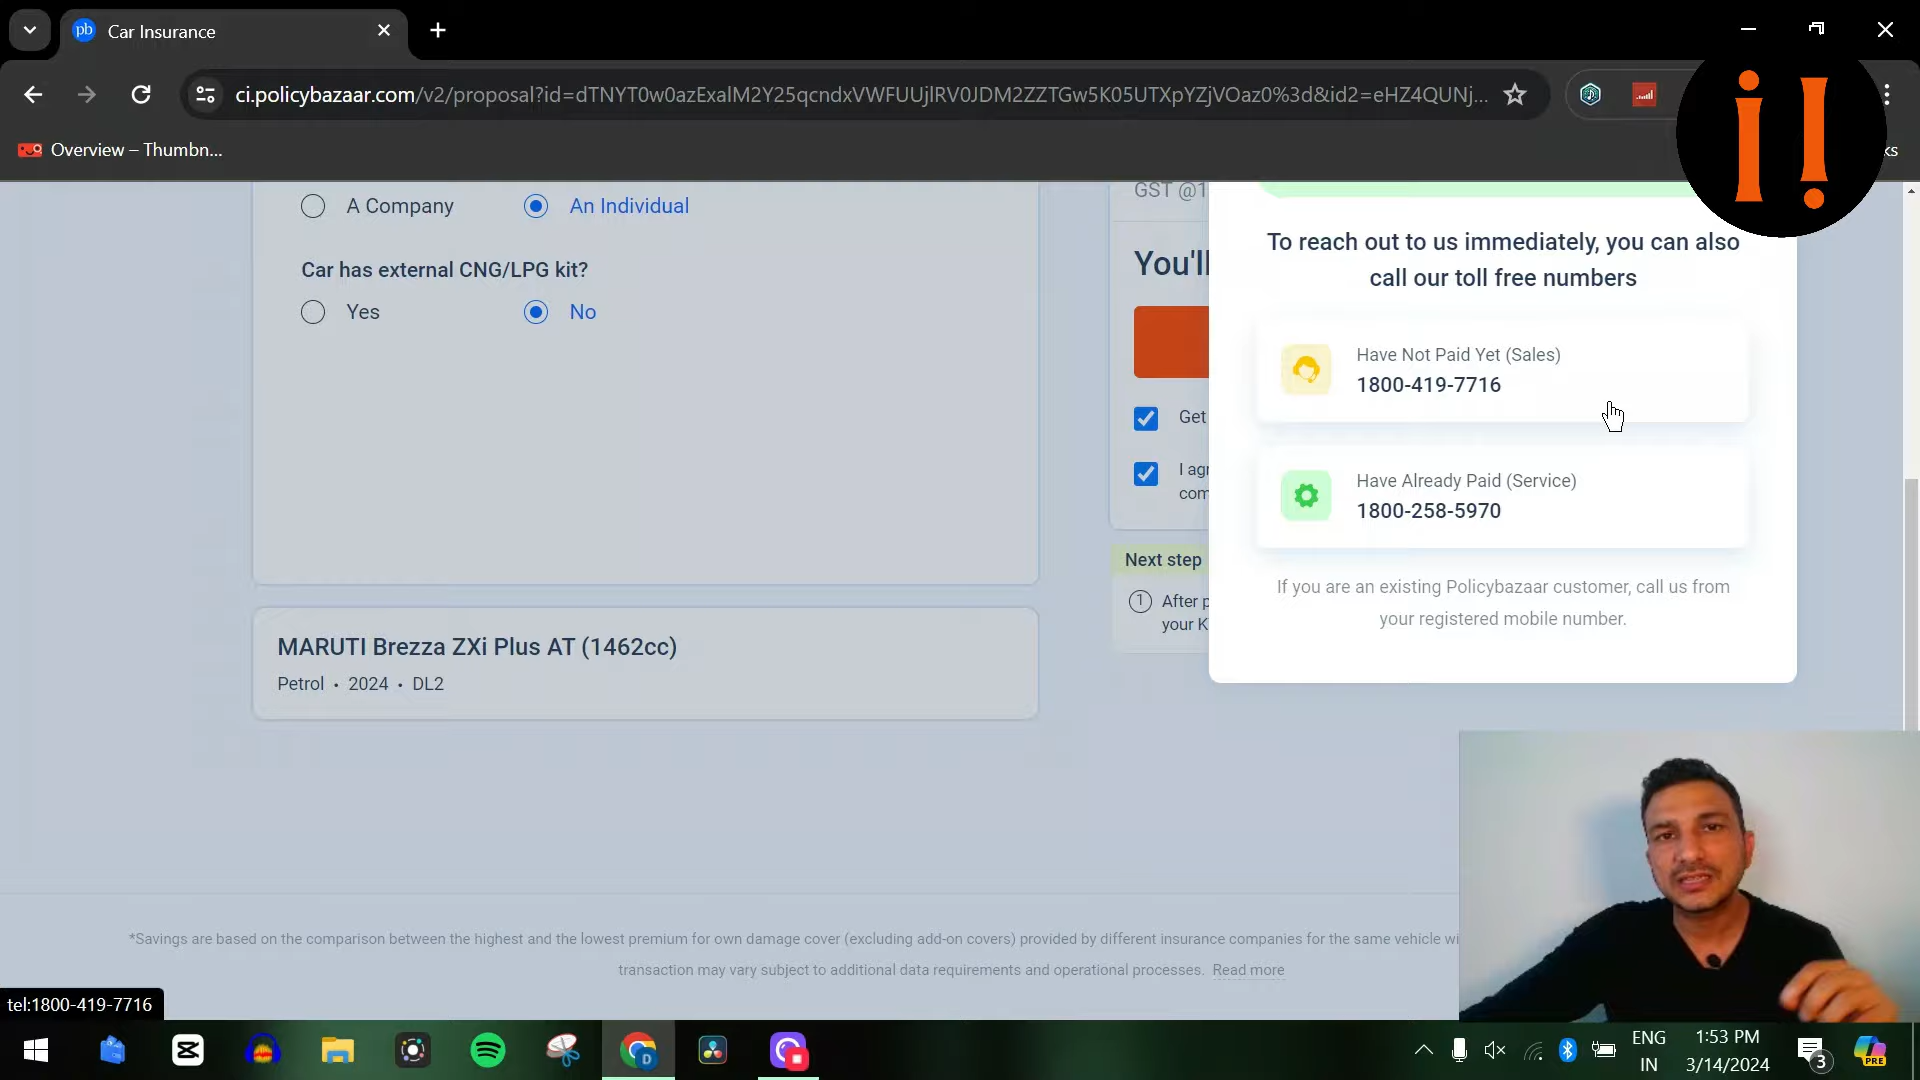 pb Car Insurance
ci.policybazaar.com/v2/proposal?id=dTNYT0w0azExalM2Y25qcndxVWFUUjlRV0JDM2ZZTGw5K05UTXpYZjVOaz0%3d&id2=eHZ4QUNj...
Overview – Thumbn...
ks
A Company
An Individual
Car has external CNG/LPG kit?
Yes
No
MARUTI Brezza ZXi Plus AT (1462cc)
Petrol • 2024 • DL2
GST @1
You'll
Get
I agr
com
Next step
1 After p
your K
To reach out to us immediately, you can also
call our toll free numbers
Have Not Paid Yet (Sales)
1800-419-7716
Have Already Paid (Service)
1800-258-5970
If you are an existing Policybazaar customer, call us from
your registered mobile number.
*Savings are based on the comparison between the highest and the lowest premium for own damage cover (excluding add-on covers) provided by different insurance companies for the same vehicle wi
transaction may vary subject to additional data requirements and operational processes. Read more
tel:1800-419-7716
ENG
IN
1:53 PM
3/14/2024
3
PRE